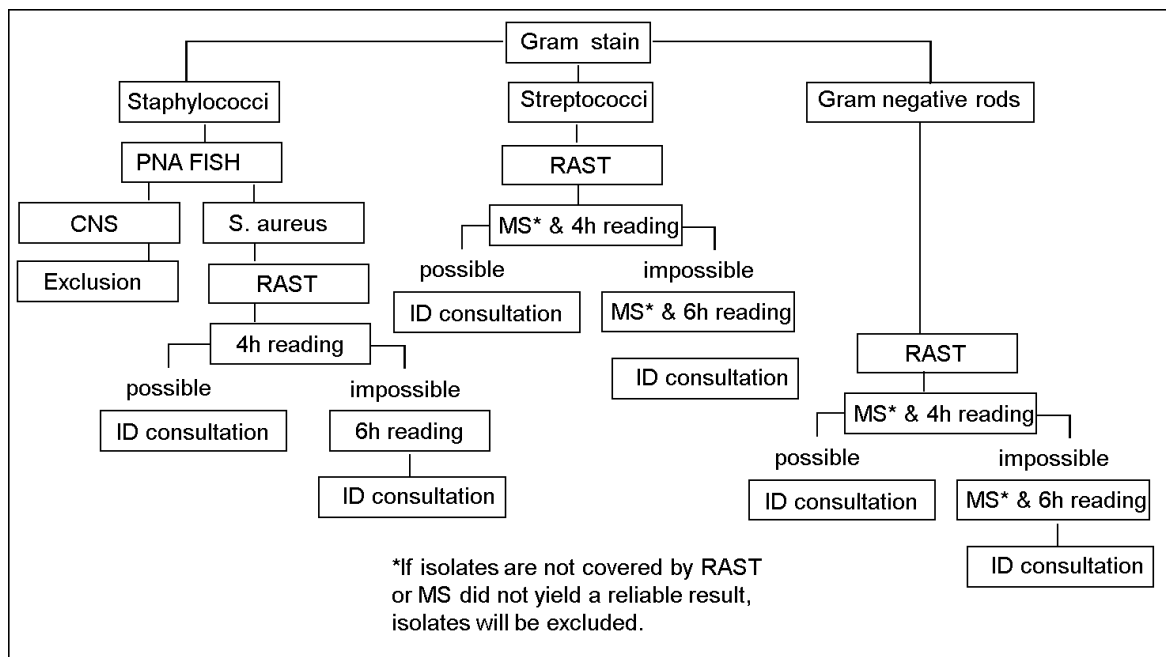 Gram stain
Staphylococci
Streptococci
Gram negative rods
PNA FISH
RAST
CNS
S. aureus
MS* & 4h reading
Exclusion
RAST
possible
impossible
ID consultation
MS* & 6h reading
4h reading
RAST
ID consultation
possible
impossible
MS* & 4h reading
ID consultation
6h reading
possible
impossible
ID consultation
ID consultation
MS* & 6h reading
ID consultation
*If isolates are not covered by RAST
or MS did not yield a reliable result,
isolates will be excluded.